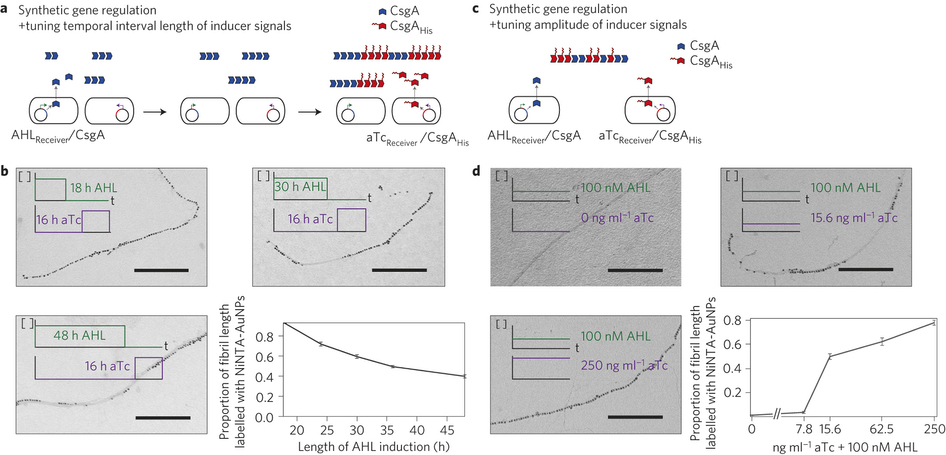 a Synthetic gene regulation
+tuning temporal interval length of inducer signals
CsgA
CsgAHis
AHLReceiver/CsgA
aTcReceiver/CsgAHis
c Synthetic gene regulation
+tuning amplitude of inducer signals
CsgA
CsgAHis
AHLReceiver/CsgA
aTcReceiver/CsgAHis
b
[ ]
18 h AHL
t
16 h aTc
[ ]
30 h AHL
t
16 h aTc
[ ]
48 h AHL
t
16 h aTc
Proportion of fibril length
labelled with NiNTA-AuNPs
0.8
0.6
0.4
0.2
0.0
20 25 30 35 40 45
Length of AHL induction (h)
d
[ ]
100 nM AHL
t
0 ng ml⁻¹ aTc
[ ]
100 nM AHL
t
15.6 ng ml⁻¹ aTc
[ ]
100 nM AHL
t
250 ng ml⁻¹ aTc
Proportion of fibril length
labelled with NiNTA-AuNPs
0.8
0.6
0.4
0.2
0 7.8 15.6 62.5 250
ng ml⁻¹ aTc + 100 nM AHL